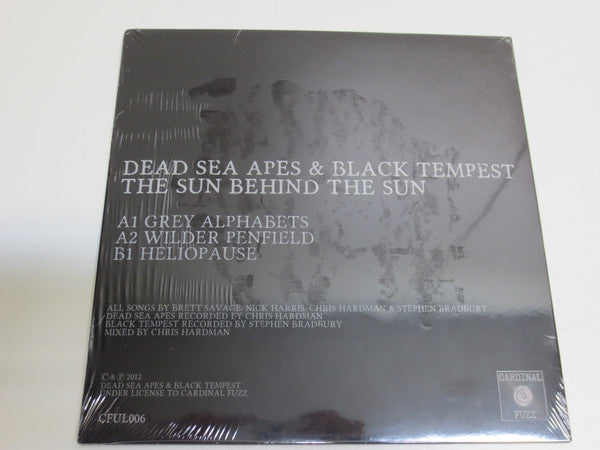 DEAD SEA APES & BLACK TEMPEST
THE SUN BEHIND THE SUN
A1 GREY ALPHABETS
A2 WILDER PENFIELD
B1 HELIOPAUSE
ALL SONGS BY BRETT SAVAGE, NICK HARRIS, CHRIS HARDMAN & STEPHEN BRADBURY
DEAD SEA APES RECORDED BY CHRIS HARDMAN
BLACK TEMPEST RECORDED BY STEPHEN BRADBURY
MIXED BY CHRIS HARDMAN
© & ℗ 2012
DEAD SEA APES & BLACK TEMPEST
UNDER LICENSE TO CARDINAL FUZZ
CFUL006
CARDINAL
FUZZ